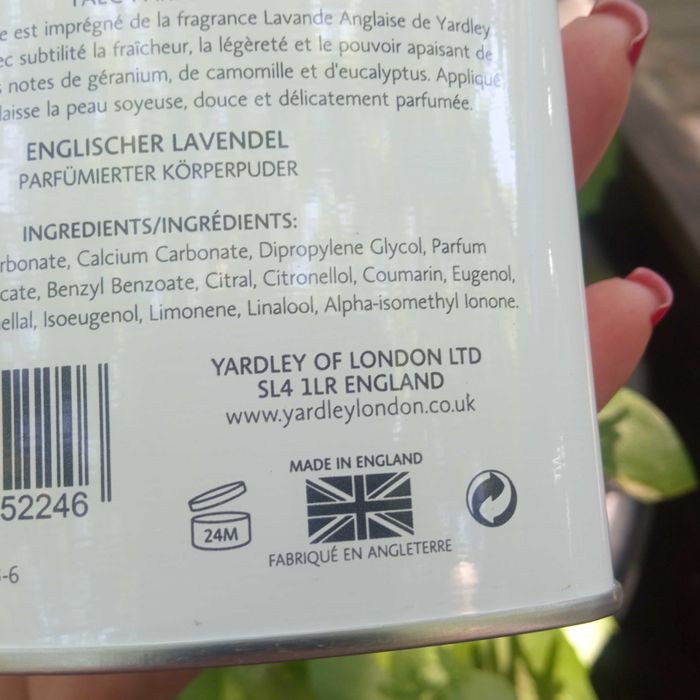 est imprégné de la fragrance Lavande Anglaise de Yardley
subtilité la fraîcheur, la légèreté et le pouvoir apaisant de
notes de géranium, de camomille et d'eucalyptus. Appliqué
laisse la peau soyeuse, douce et délicatement parfumée.
ENGLISCHER LAVENDEL
PARFÜMIERTER KÖRPERPUDER
INGREDIENTS/INGRÉDIENTS:
rbonate, Calcium Carbonate, Dipropylene Glycol, Parfum
cate, Benzyl Benzoate, Citral, Citronellol, Coumarin, Eugenol,
ellal, Isoeugenol, Limonene, Linalool, Alpha-isomethyl Ionone.
YARDLEY OF LONDON LTD
SL4 1LR ENGLAND
www.yardleylondon.co.uk
MADE IN ENGLAND
24M
FABRIQUÉ EN ANGLETERRE
52246
-6